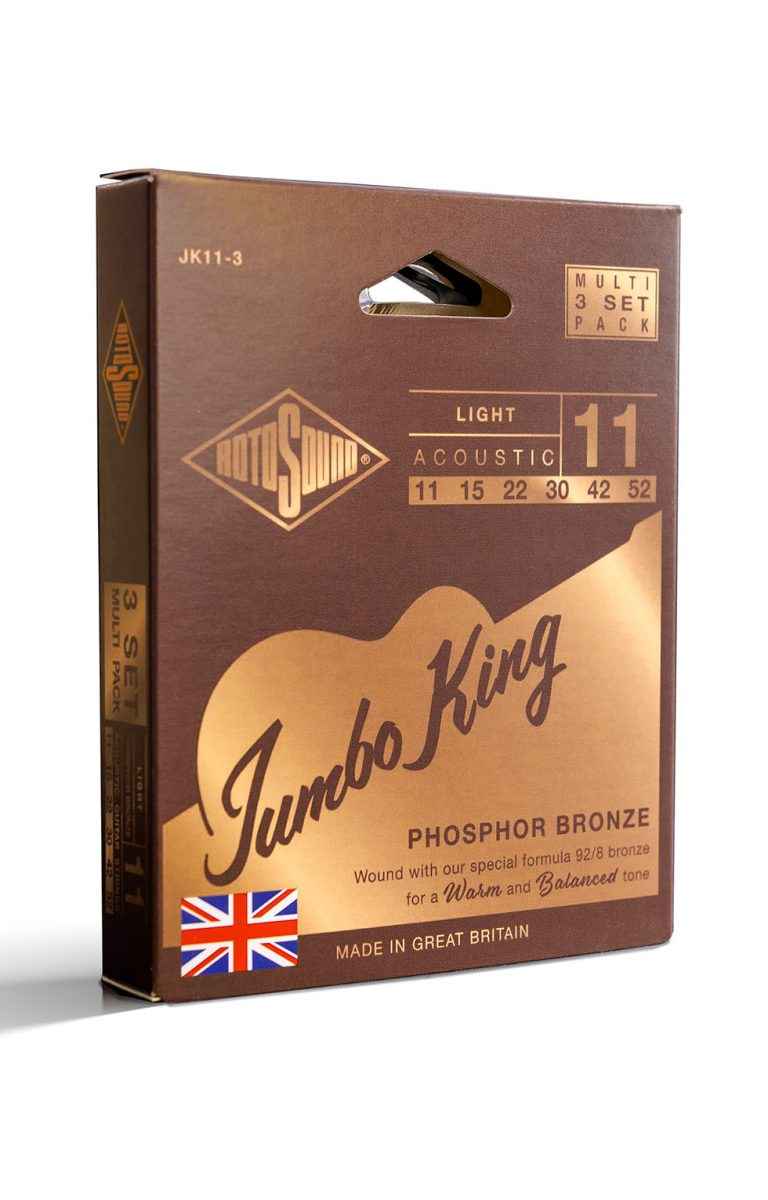 JK11-3
MULTI
3 SET
PACK
ROTOSOUND®
LIGHT
ACOUSTIC
11
11 15 22 30 42 52
Jumbo King
PHOSPHOR BRONZE
Wound with our special formula 92/8 bronze
for a Warm and Balanced tone
MADE IN GREAT BRITAIN
ROTOSOUND
3 SET
MULTI PACK
LIGHT
11